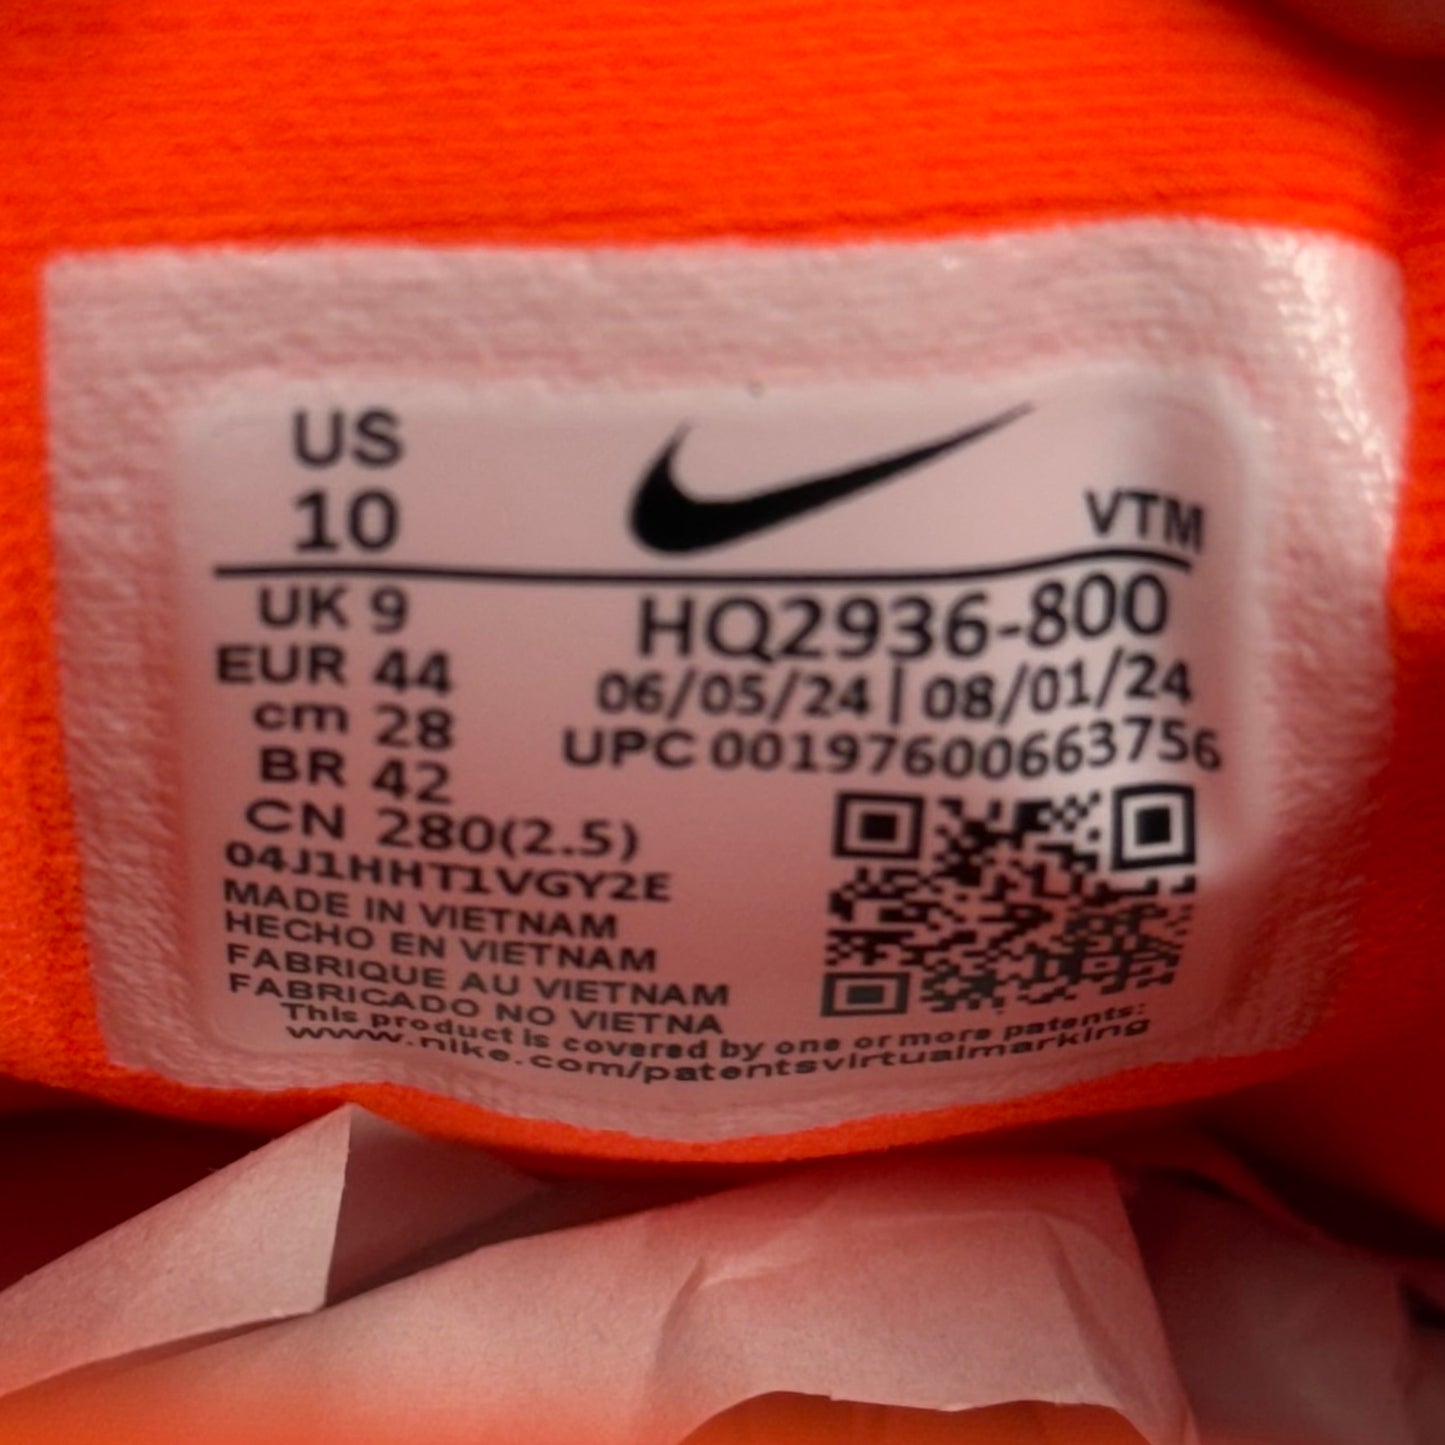 US
10
VTM
UK 9
EUR 44
cm 28
BR 42
CN 280(2.5)
HQ2936-800
06/05/24 | 08/01/24
UPC 00197600663756
04J1HHT1VGY2E
MADE IN VIETNAM
HECHO EN VIETNAM
FABRIQUE AU VIETNAM
FABRICADO NO VIETNA
This product is covered by one or more patents:
www.nike.com/patentsvirtualmarking